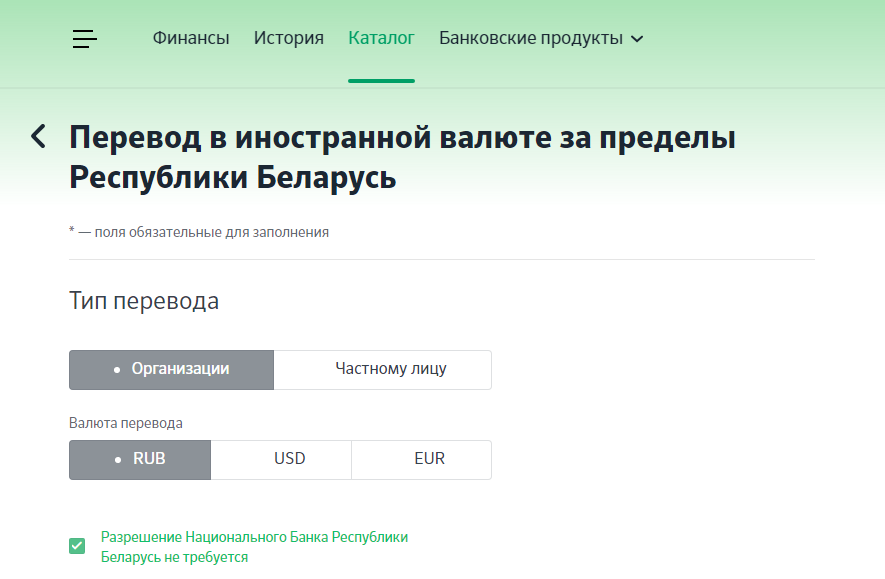 Финансы История Каталог Банковские продукты
Перевод в иностранной валюте за пределы
Республики Беларусь
* — поля обязательные для заполнения
Тип перевода
Организации Частному лицу
Валюта перевода
RUB USD EUR
Разрешение Национального Банка Республики
Беларусь не требуется